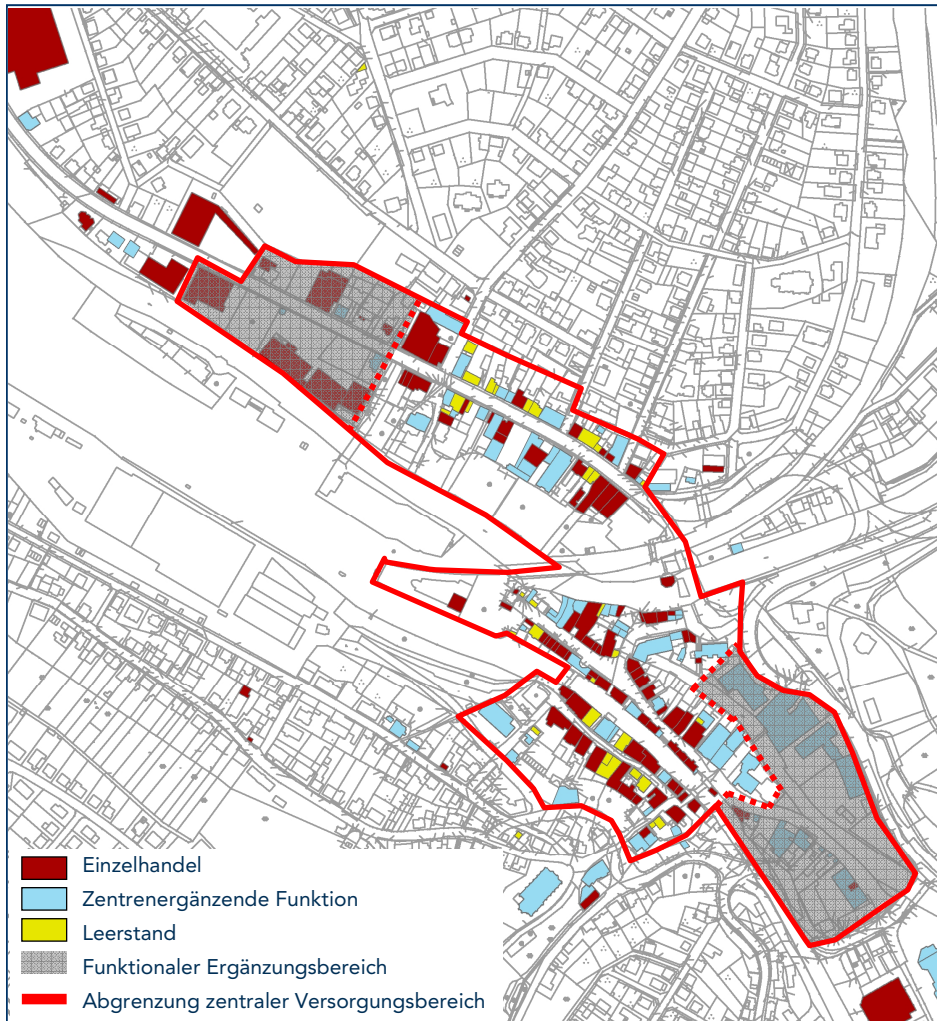 Einzelhandel
Zentrenergänzende Funktion
Leerstand
Funktionaler Ergänzungsbereich
Abgrenzung zentraler Versorgungsbereich